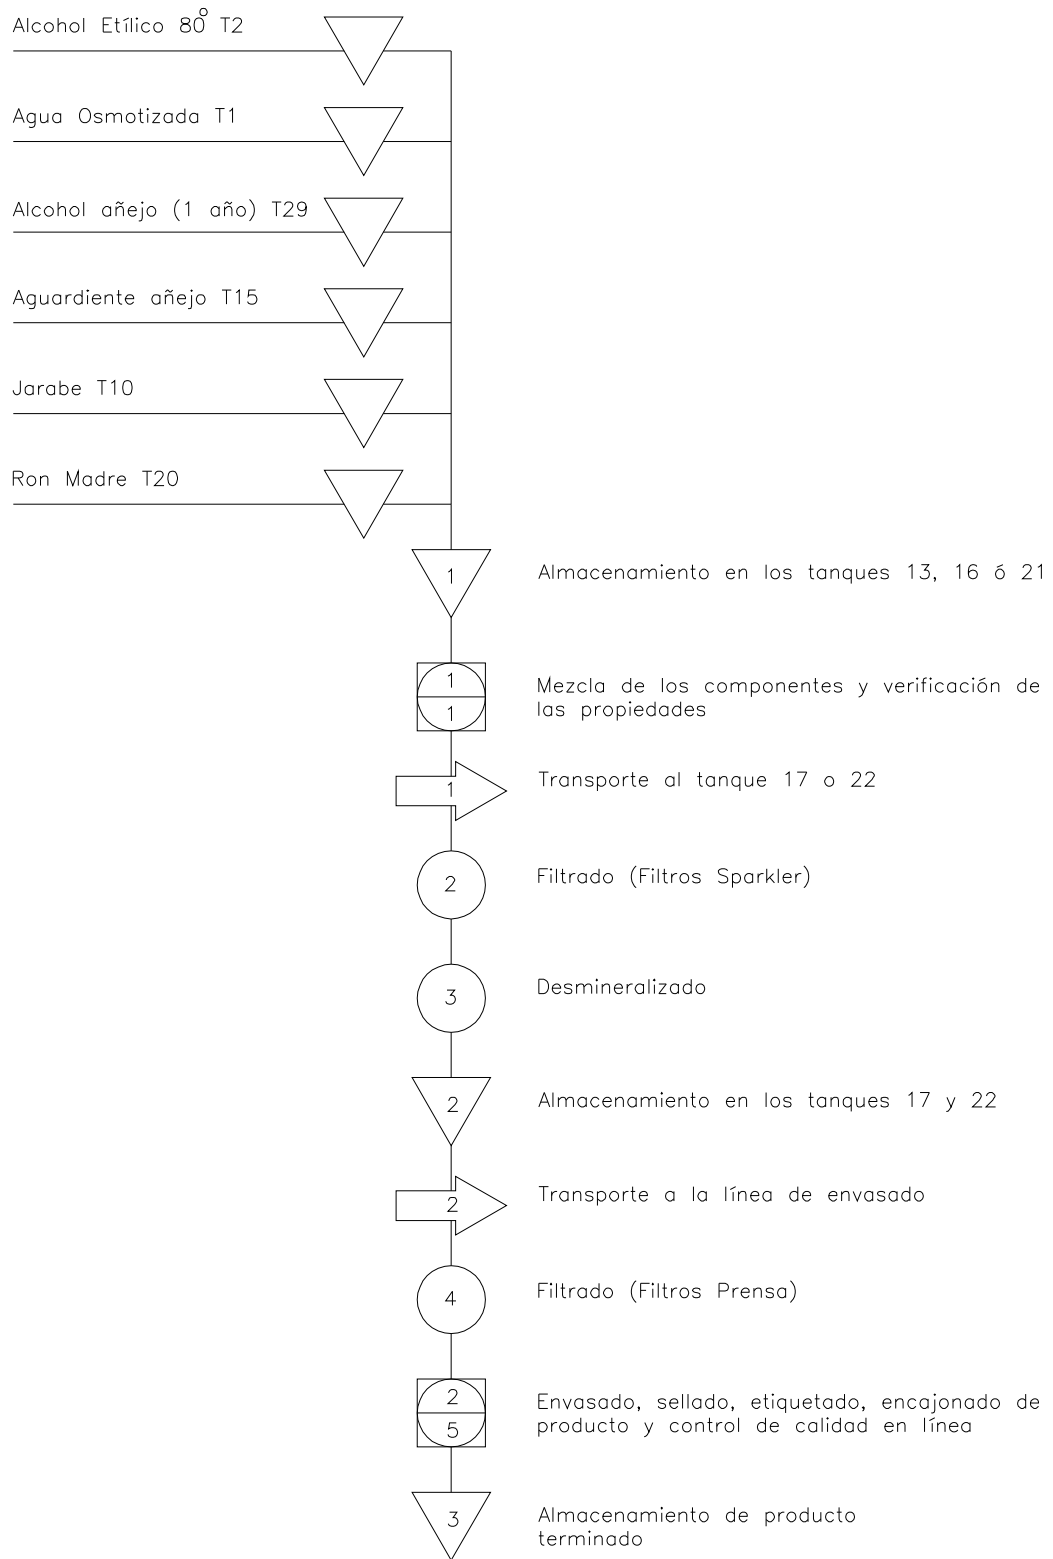 Alcohol Etílico 80° T2
Agua Osmotizada T1
Alcohol añejo (1 año) T29
Aguardiente añejo T15
Jarabe T10
Ron Madre T20
1
Almacenamiento en los tanques 13, 16 ó 21
1
1
Mezcla de los componentes y verificación de
las propiedades
1
Transporte al tanque 17 o 22
2
Filtrado (Filtros Sparkler)
3
Desmineralizado
2
Almacenamiento en los tanques 17 y 22
2
Transporte a la línea de envasado
4
Filtrado (Filtros Prensa)
2
5
Envasado, sellado, etiquetado, encajonado de
producto y control de calidad en línea
3
Almacenamiento de producto
terminado